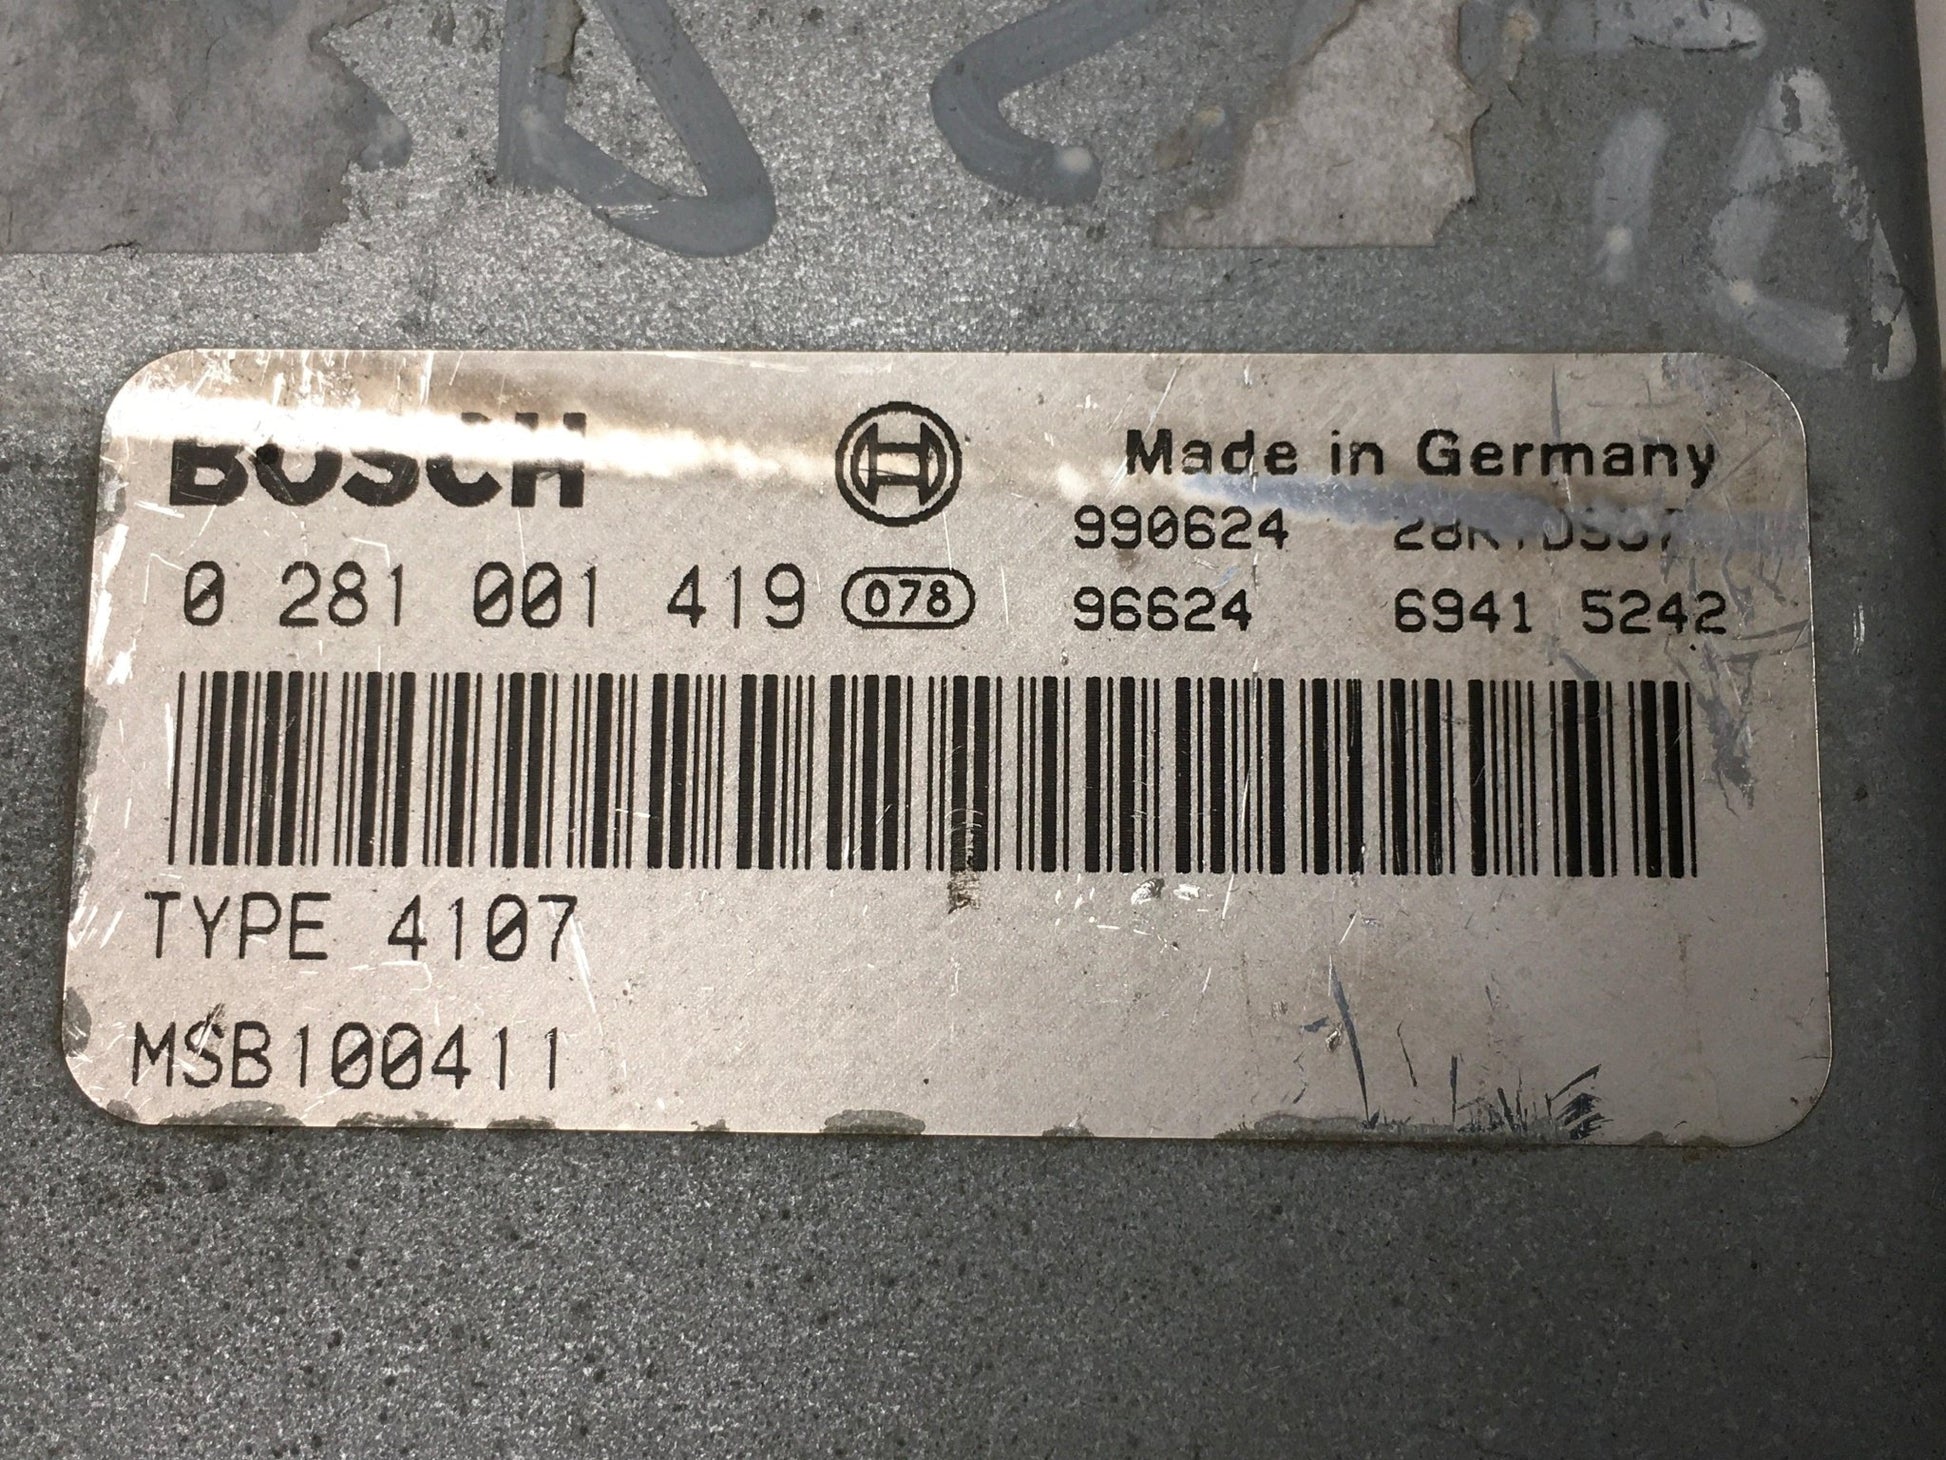 BOSCH Made in Germany
990624
0 281 001 419 078 96624 6941 5242
TYPE 4107
MSB100411